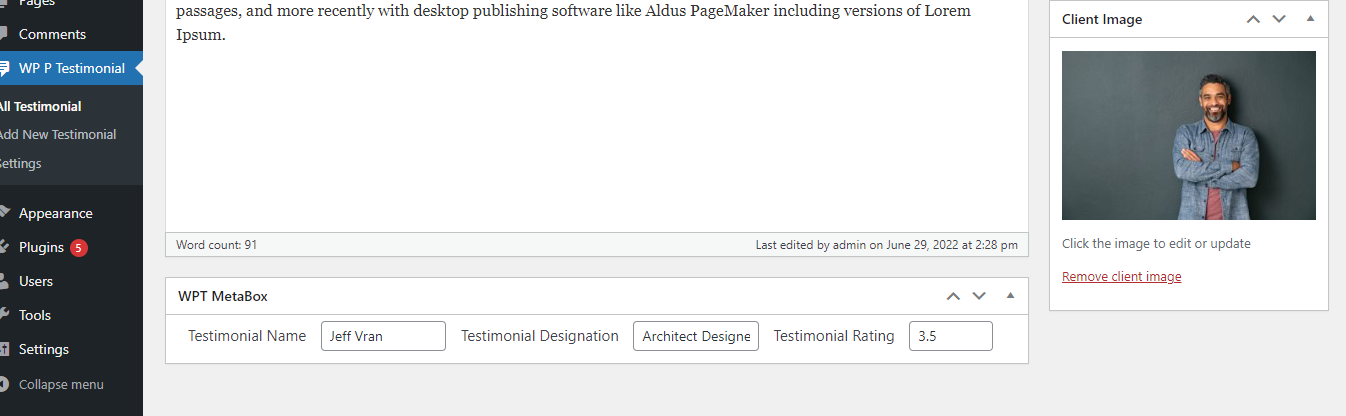 Pages
Comments
WP P Testimonial
All Testimonial
Add New Testimonial
Settings
Appearance
Plugins 5
Users
Tools
Settings
Collapse menu
passages, and more recently with desktop publishing software like Aldus PageMaker including versions of Lorem
Ipsum.
Word count: 91
Last edited by admin on June 29, 2022 at 2:28 pm
WPT MetaBox
Testimonial Name Jeff Vran Testimonial Designation Architect Designe Testimonial Rating 3.5
Client Image
Click the image to edit or update
Remove client image